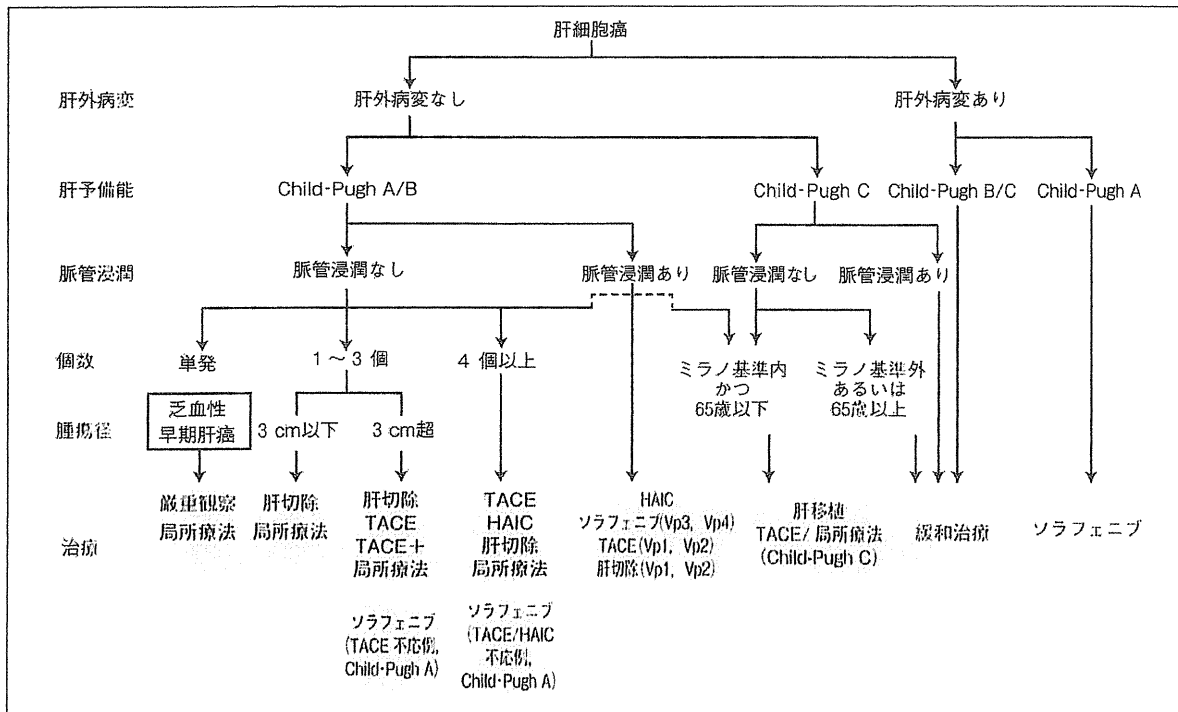 肝細胞癌
肝外病変 肝外病変なし 肝外病変あり
肝予備能 Child-Pugh A/B Child-Pugh C Child-Pugh B/C Child-Pugh A
脈管浸潤 脈管浸潤なし 脈管浸潤あり 脈管浸潤なし 脈管浸潤あり
個数 単発 1〜3個 4個以上
ミラノ基準内
かつ
65歳以下
ミラノ基準外
あるいは
65歳以上
腫瘍径
乏血性
早期肝癌
3 cm以下 3 cm超
治療
厳重観察
局所療法
肝切除
局所療法
肝切除
TACE
TACE＋
局所療法
ソラフェニブ
(TACE 不応例,
Child-Pugh A)
TACE
HAIC
肝切除
局所療法
ソラフェニブ
(TACE/HAIC
不応例,
Child-Pugh A)
HAIC
ソラフェニブ(Vp3, Vp4)
TACE(Vp1, Vp2)
肝切除(Vp1, Vp2)
肝移植
TACE/局所療法
(Child-Pugh C)
緩和治療
ソラフェニブ